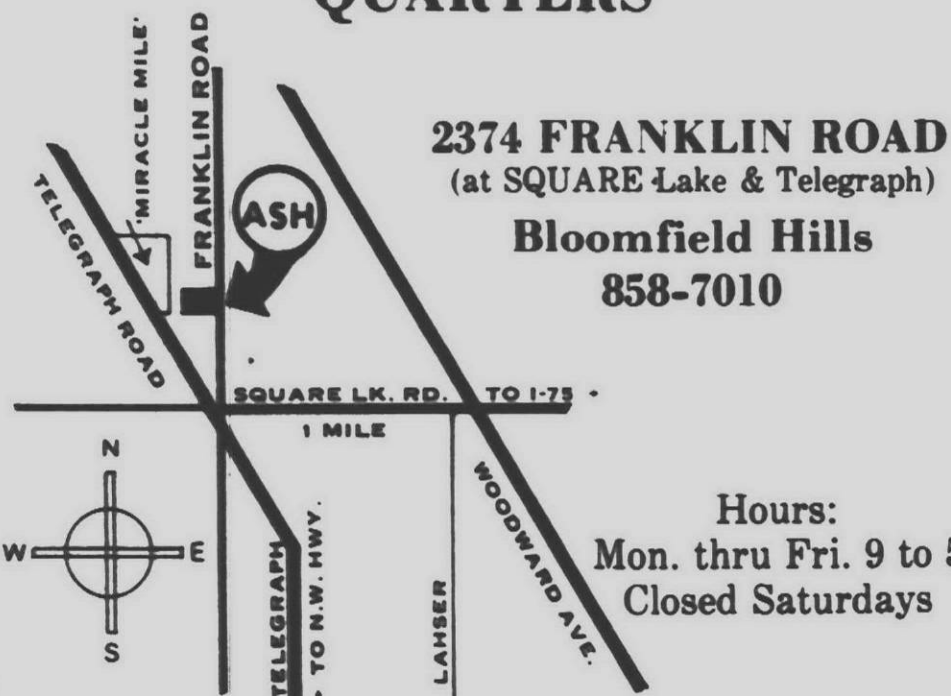 QUARTERS
'MIRACLE MILE'
FRANKLIN ROAD
TELEGRAPH ROAD
ASH
2374 FRANKLIN ROAD
(at SQUARE Lake & Telegraph)
Bloomfield Hills
858-7010
SQUARE LK. RD. TO I-75
1 MILE
N
W E
S
TELEGRAPH
TO N.W. HWY.
LAHSER
WOODWARD AVE.
Hours:
Mon. thru Fri. 9 to 5
Closed Saturdays